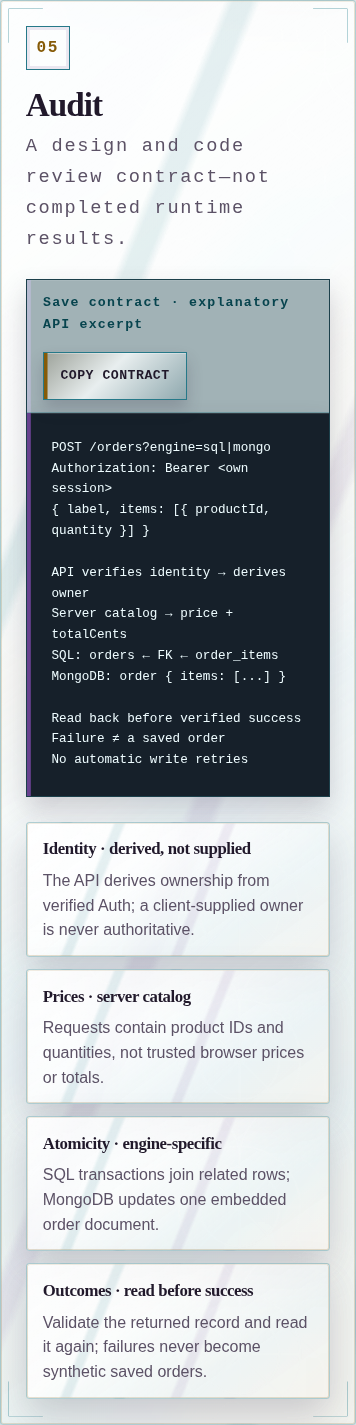 05
Audit
A design and code
review contract—not
completed runtime
results.
Save contract · explanatory
API excerpt
COPY CONTRACT
POST /orders?engine=sql|mongo
Authorization: Bearer <own
session>
{ label, items: [{ productId,
quantity }] }
API verifies identity → derives
owner
Server catalog → price +
totalCents
SQL: orders ← FK ← order_items
MongoDB: order { items: [...] }
Read back before verified success
Failure ≠ a saved order
No automatic write retries
Identity · derived, not supplied
The API derives ownership from
verified Auth; a client-supplied owner
is never authoritative.
Prices · server catalog
Requests contain product IDs and
quantities, not trusted browser prices
or totals.
Atomicity · engine-specific
SQL transactions join related rows;
MongoDB updates one embedded
order document.
Outcomes · read before success
Validate the returned record and read
it again; failures never become
synthetic saved orders.